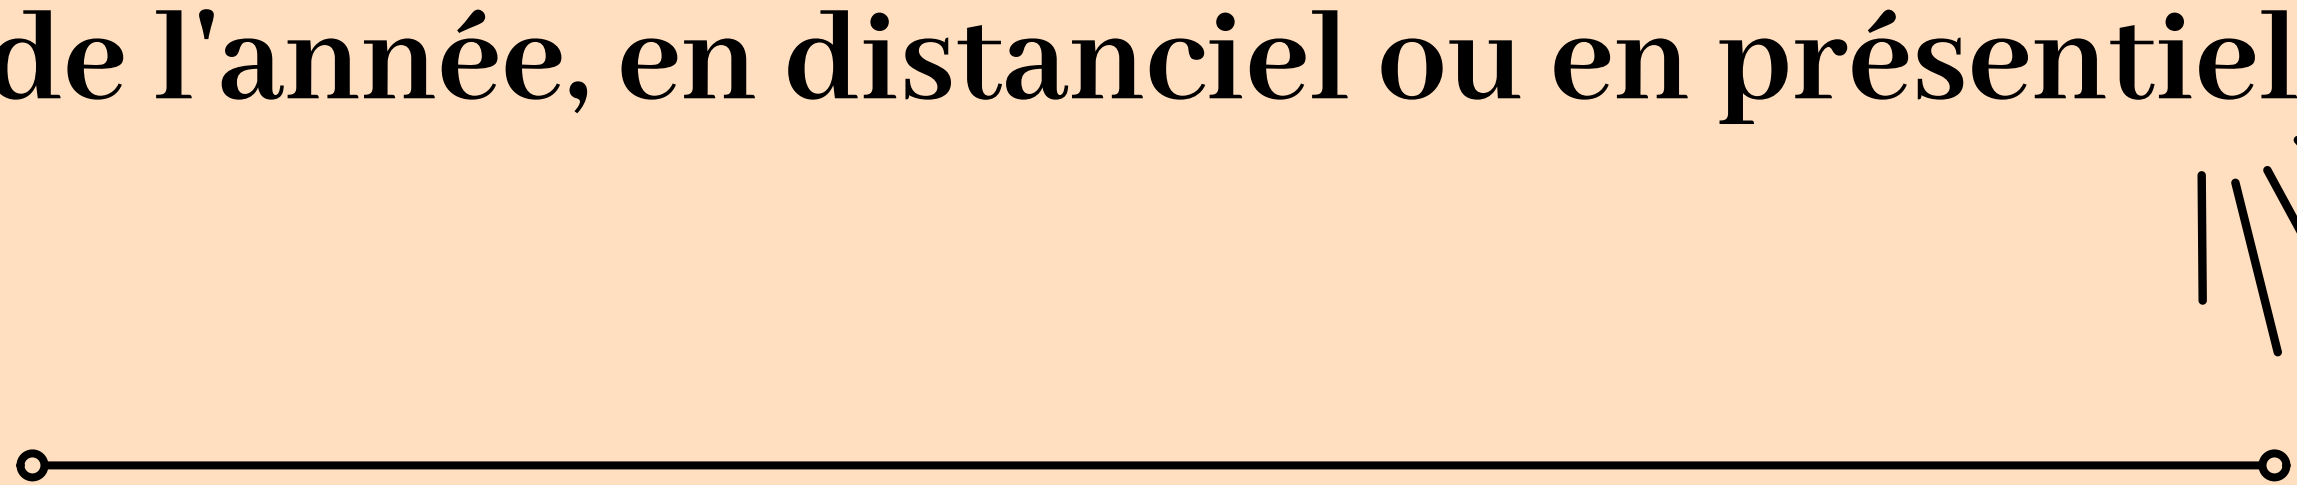 de l'année, en distanciel ou en présentiel